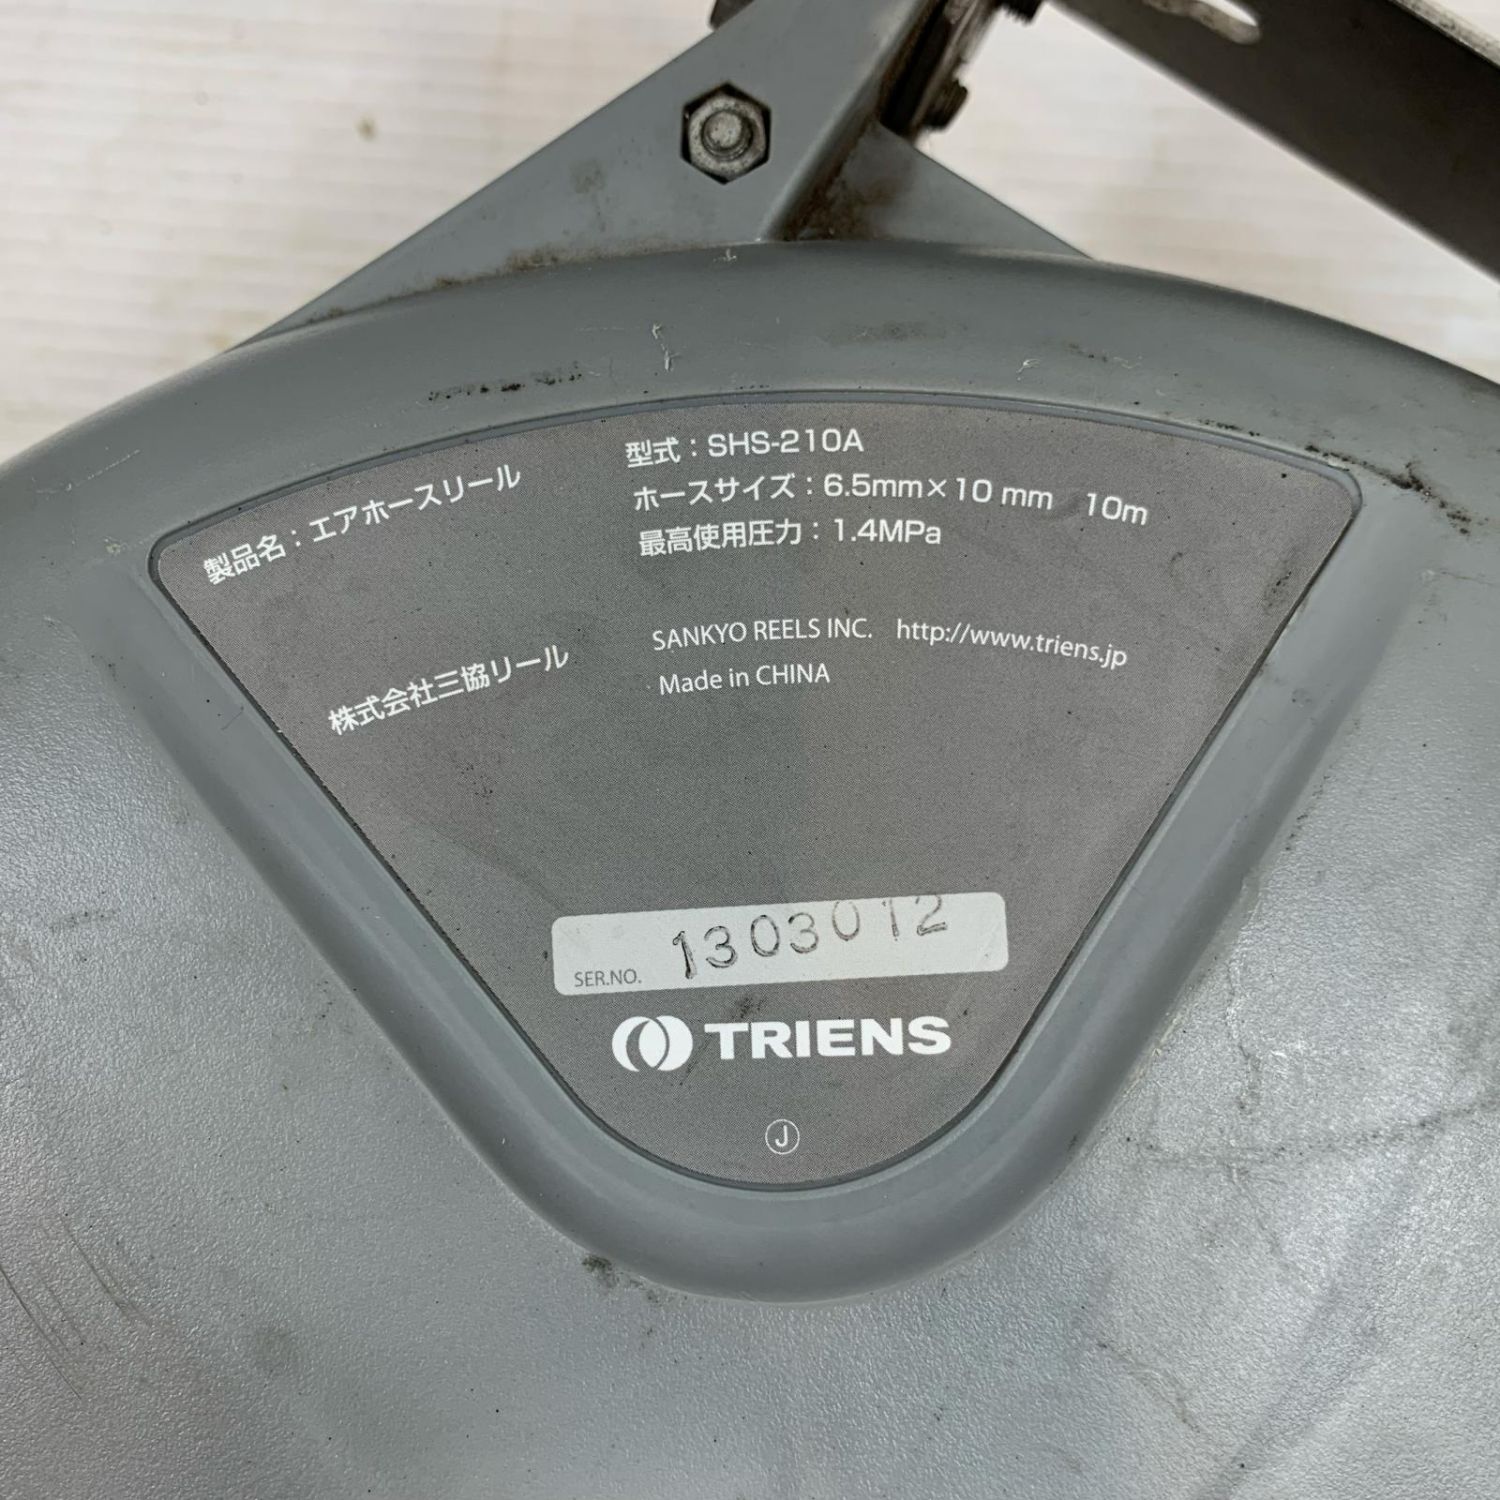 製品名：エアホースリール
型式：SHS-210A
ホースサイズ：6.5mm×10 mm 10m
最高使用圧力：1.4MPa
株式会社三協リール
SANKYO REELS INC. http://www.triens.jp
Made in CHINA
SER.NO. 1303012
TRIENS
J